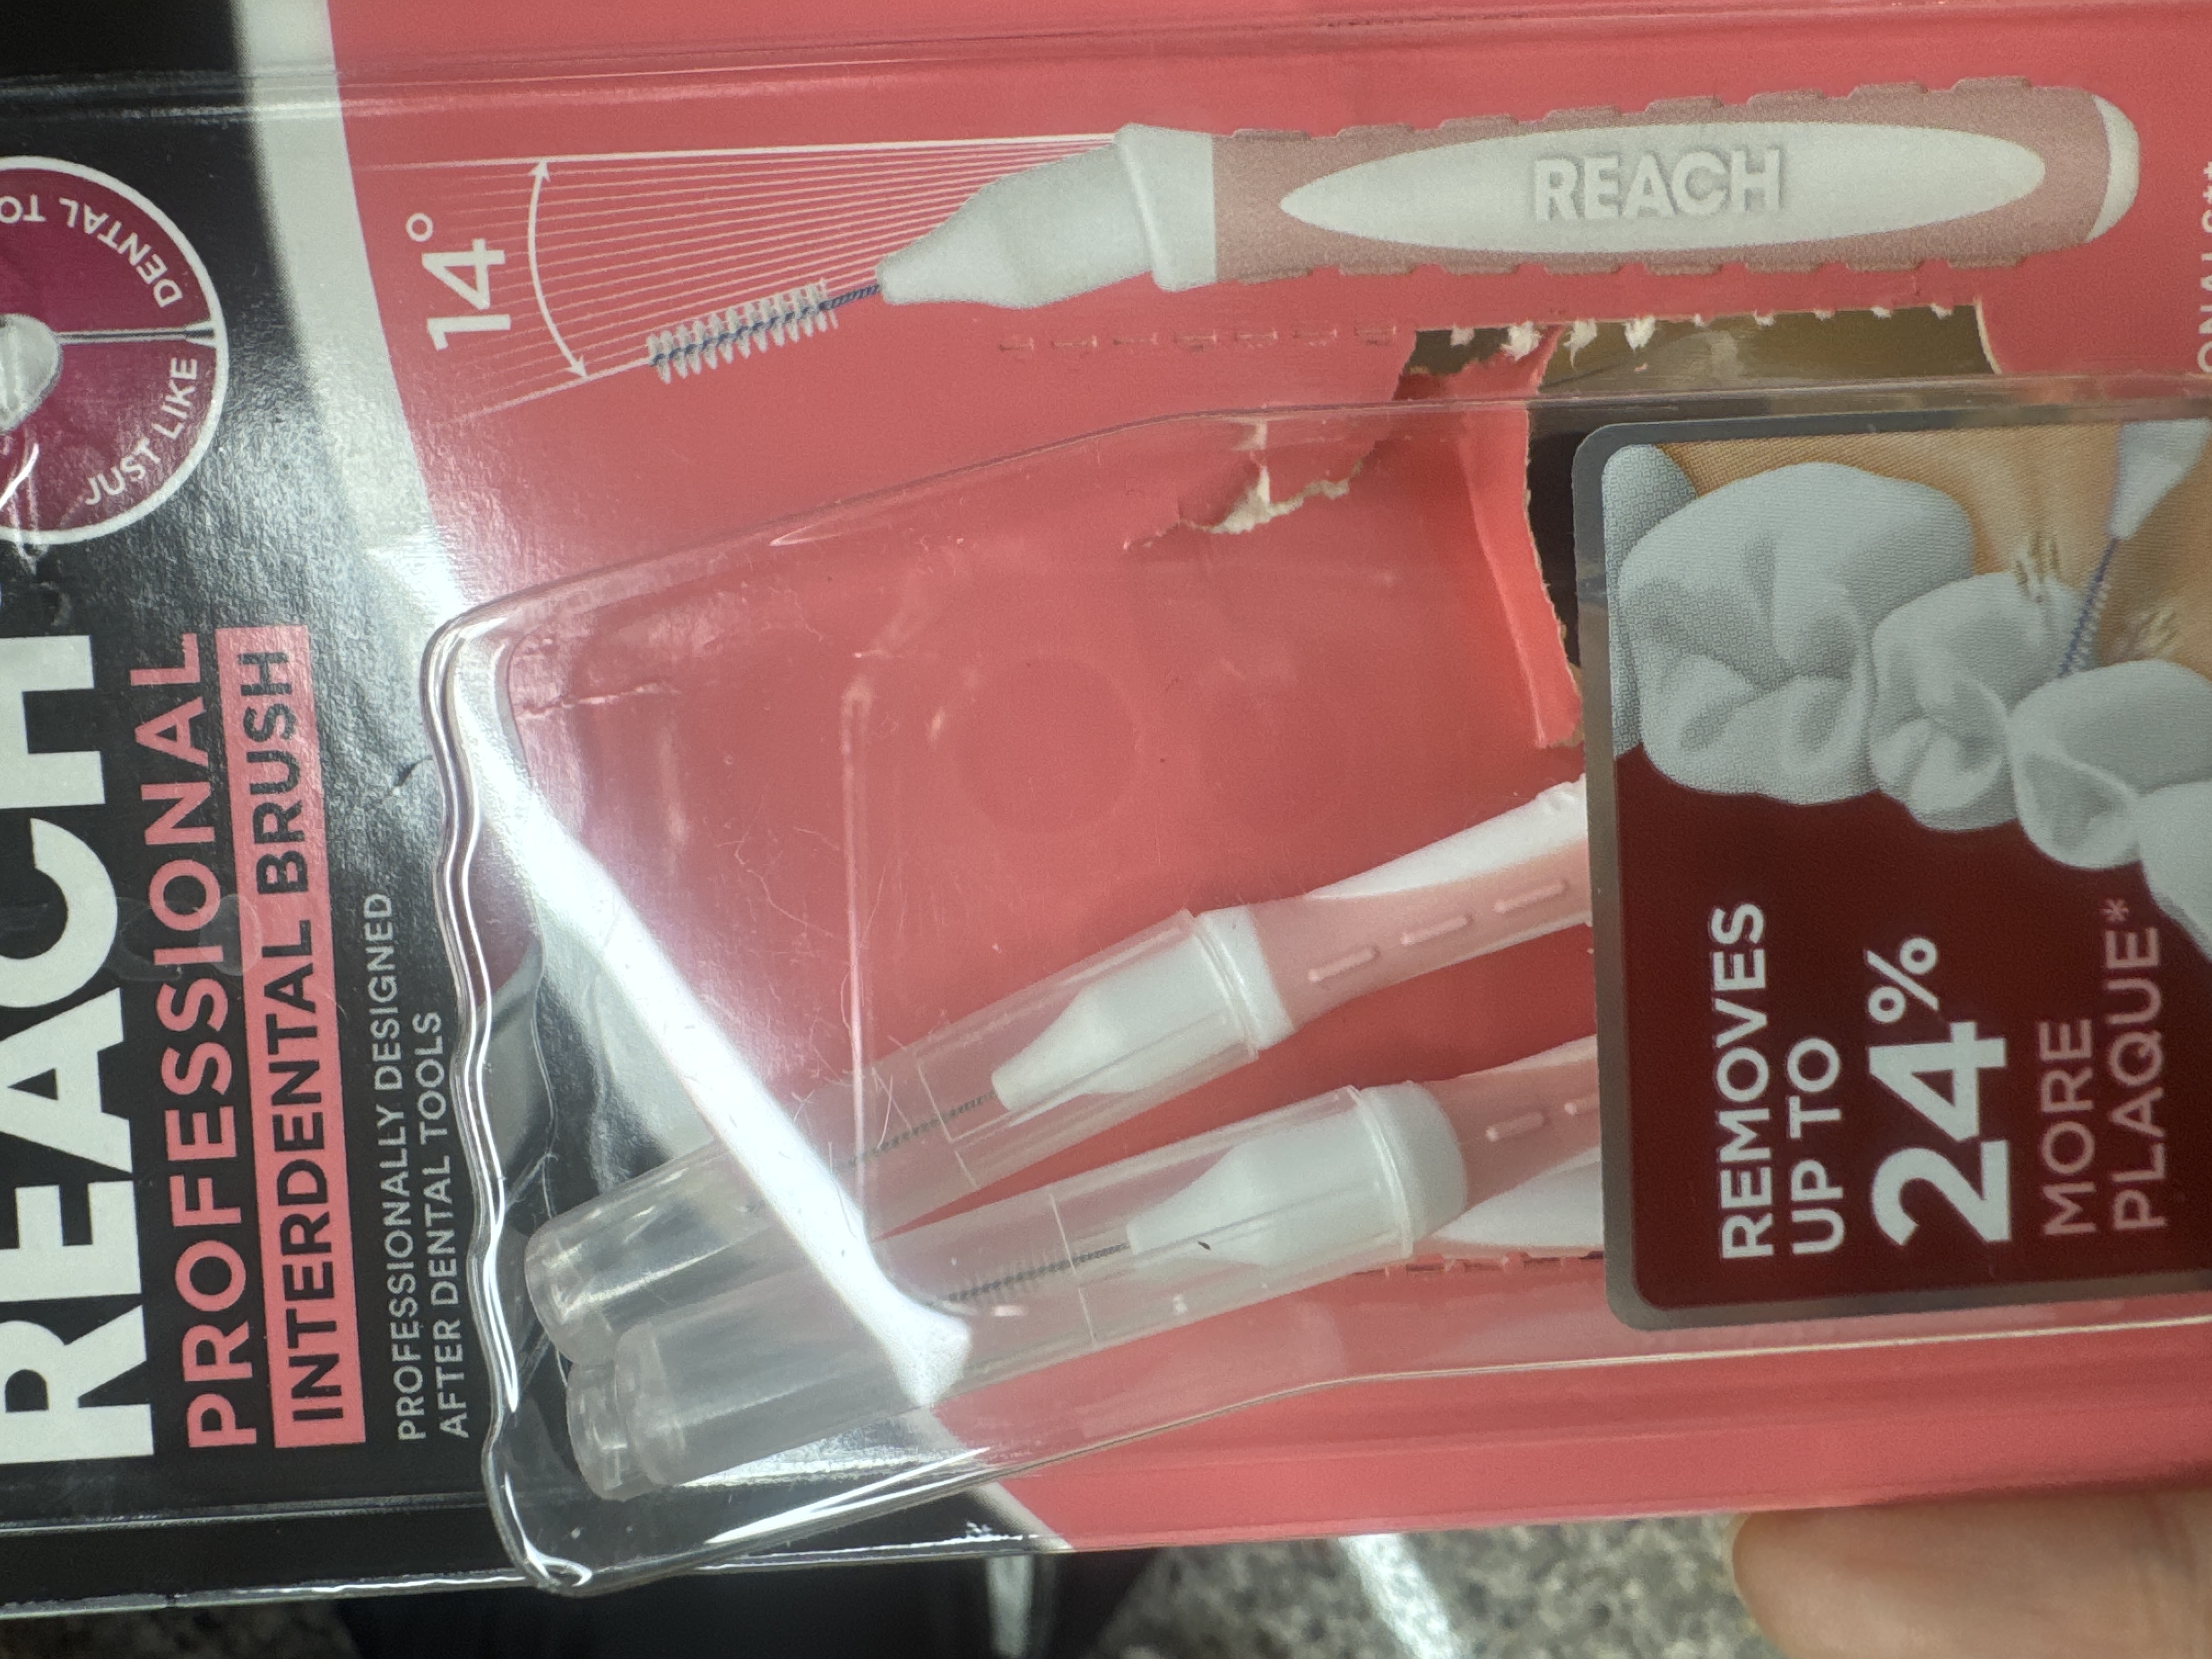 REACH
PROFESSIONAL
INTERDENTAL BRUSH
PROFESSIONALLY DESIGNED
AFTER DENTAL TOOLS
JUST LIKE
DENTAL
14°
REACH
REMOVES
UP TO
24%
MORE
PLAQUE*